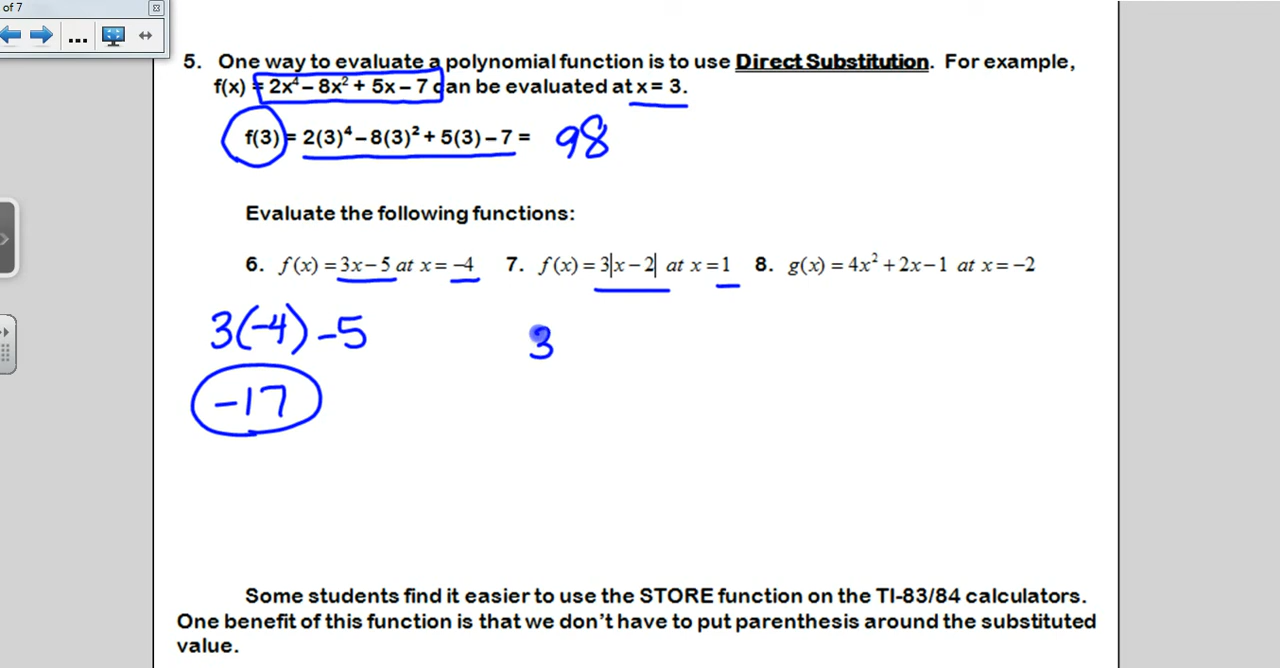 of 7
5. One way to evaluate a polynomial function is to use Direct Substitution. For example,
f(x) = 2x⁴ – 8x² + 5x – 7 can be evaluated at x = 3.
f(3) = 2(3)⁴ – 8(3)² + 5(3) – 7 = 98
Evaluate the following functions:
6. f(x) = 3x – 5 at x = –4 7. f(x) = 3|x – 2| at x = 1 8. g(x) = 4x² + 2x – 1 at x = –2
3(-4) -5 3
-17
Some students find it easier to use the STORE function on the TI-83/84 calculators.
One benefit of this function is that we don't have to put parenthesis around the substituted
value.